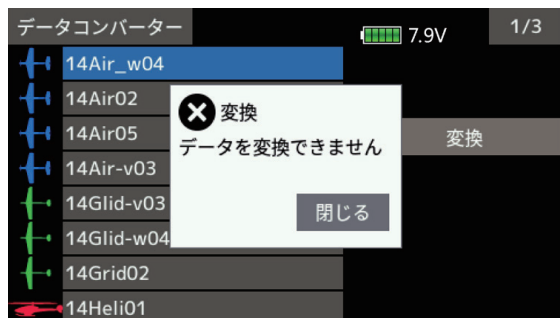 データコンバーター
7.9V
1/3
14Air_w04
14Air02
14Air05
14Air-v03
14Glid-v03
14Glid-w04
14Grid02
14Heli01
変換
変換
データを変換できません
閉じる